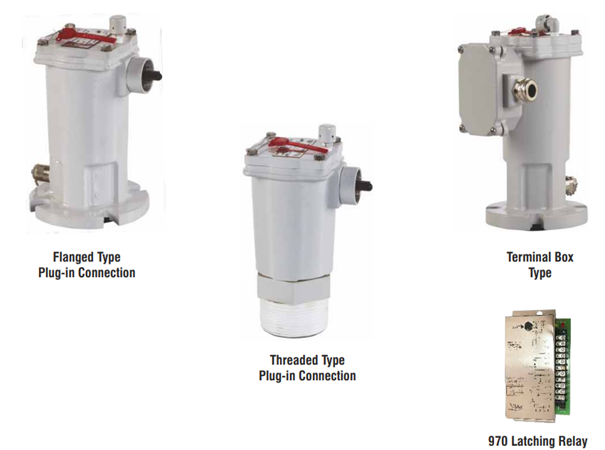 Flanged Type
Plug-in Connection
Terminal Box
Type
Threaded Type
Plug-in Connection
970 Latching Relay